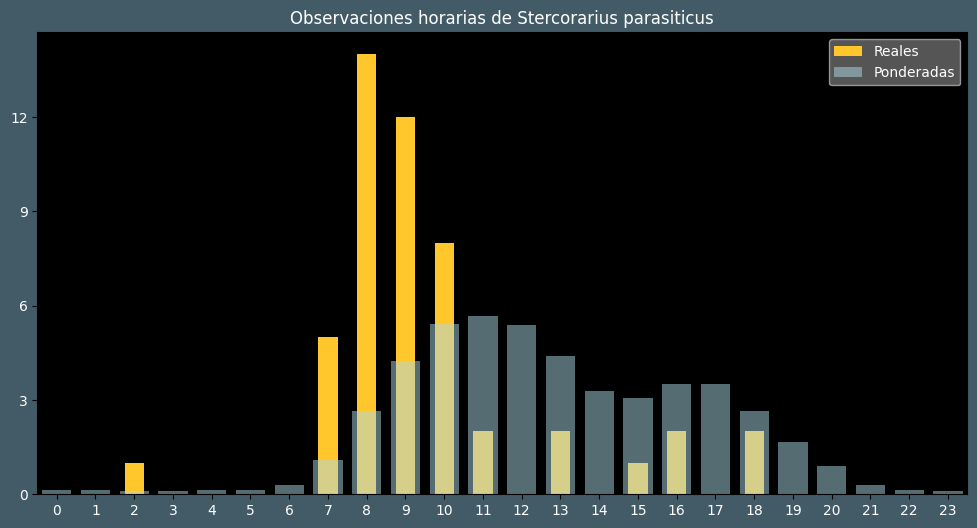 Observaciones horarias de Stercorarius parasiticus
Reales
Ponderadas
12
9
6
3
0
0 1 2 3 4 5 6 7 8 9 10 11 12 13 14 15 16 17 18 19 20 21 22 23